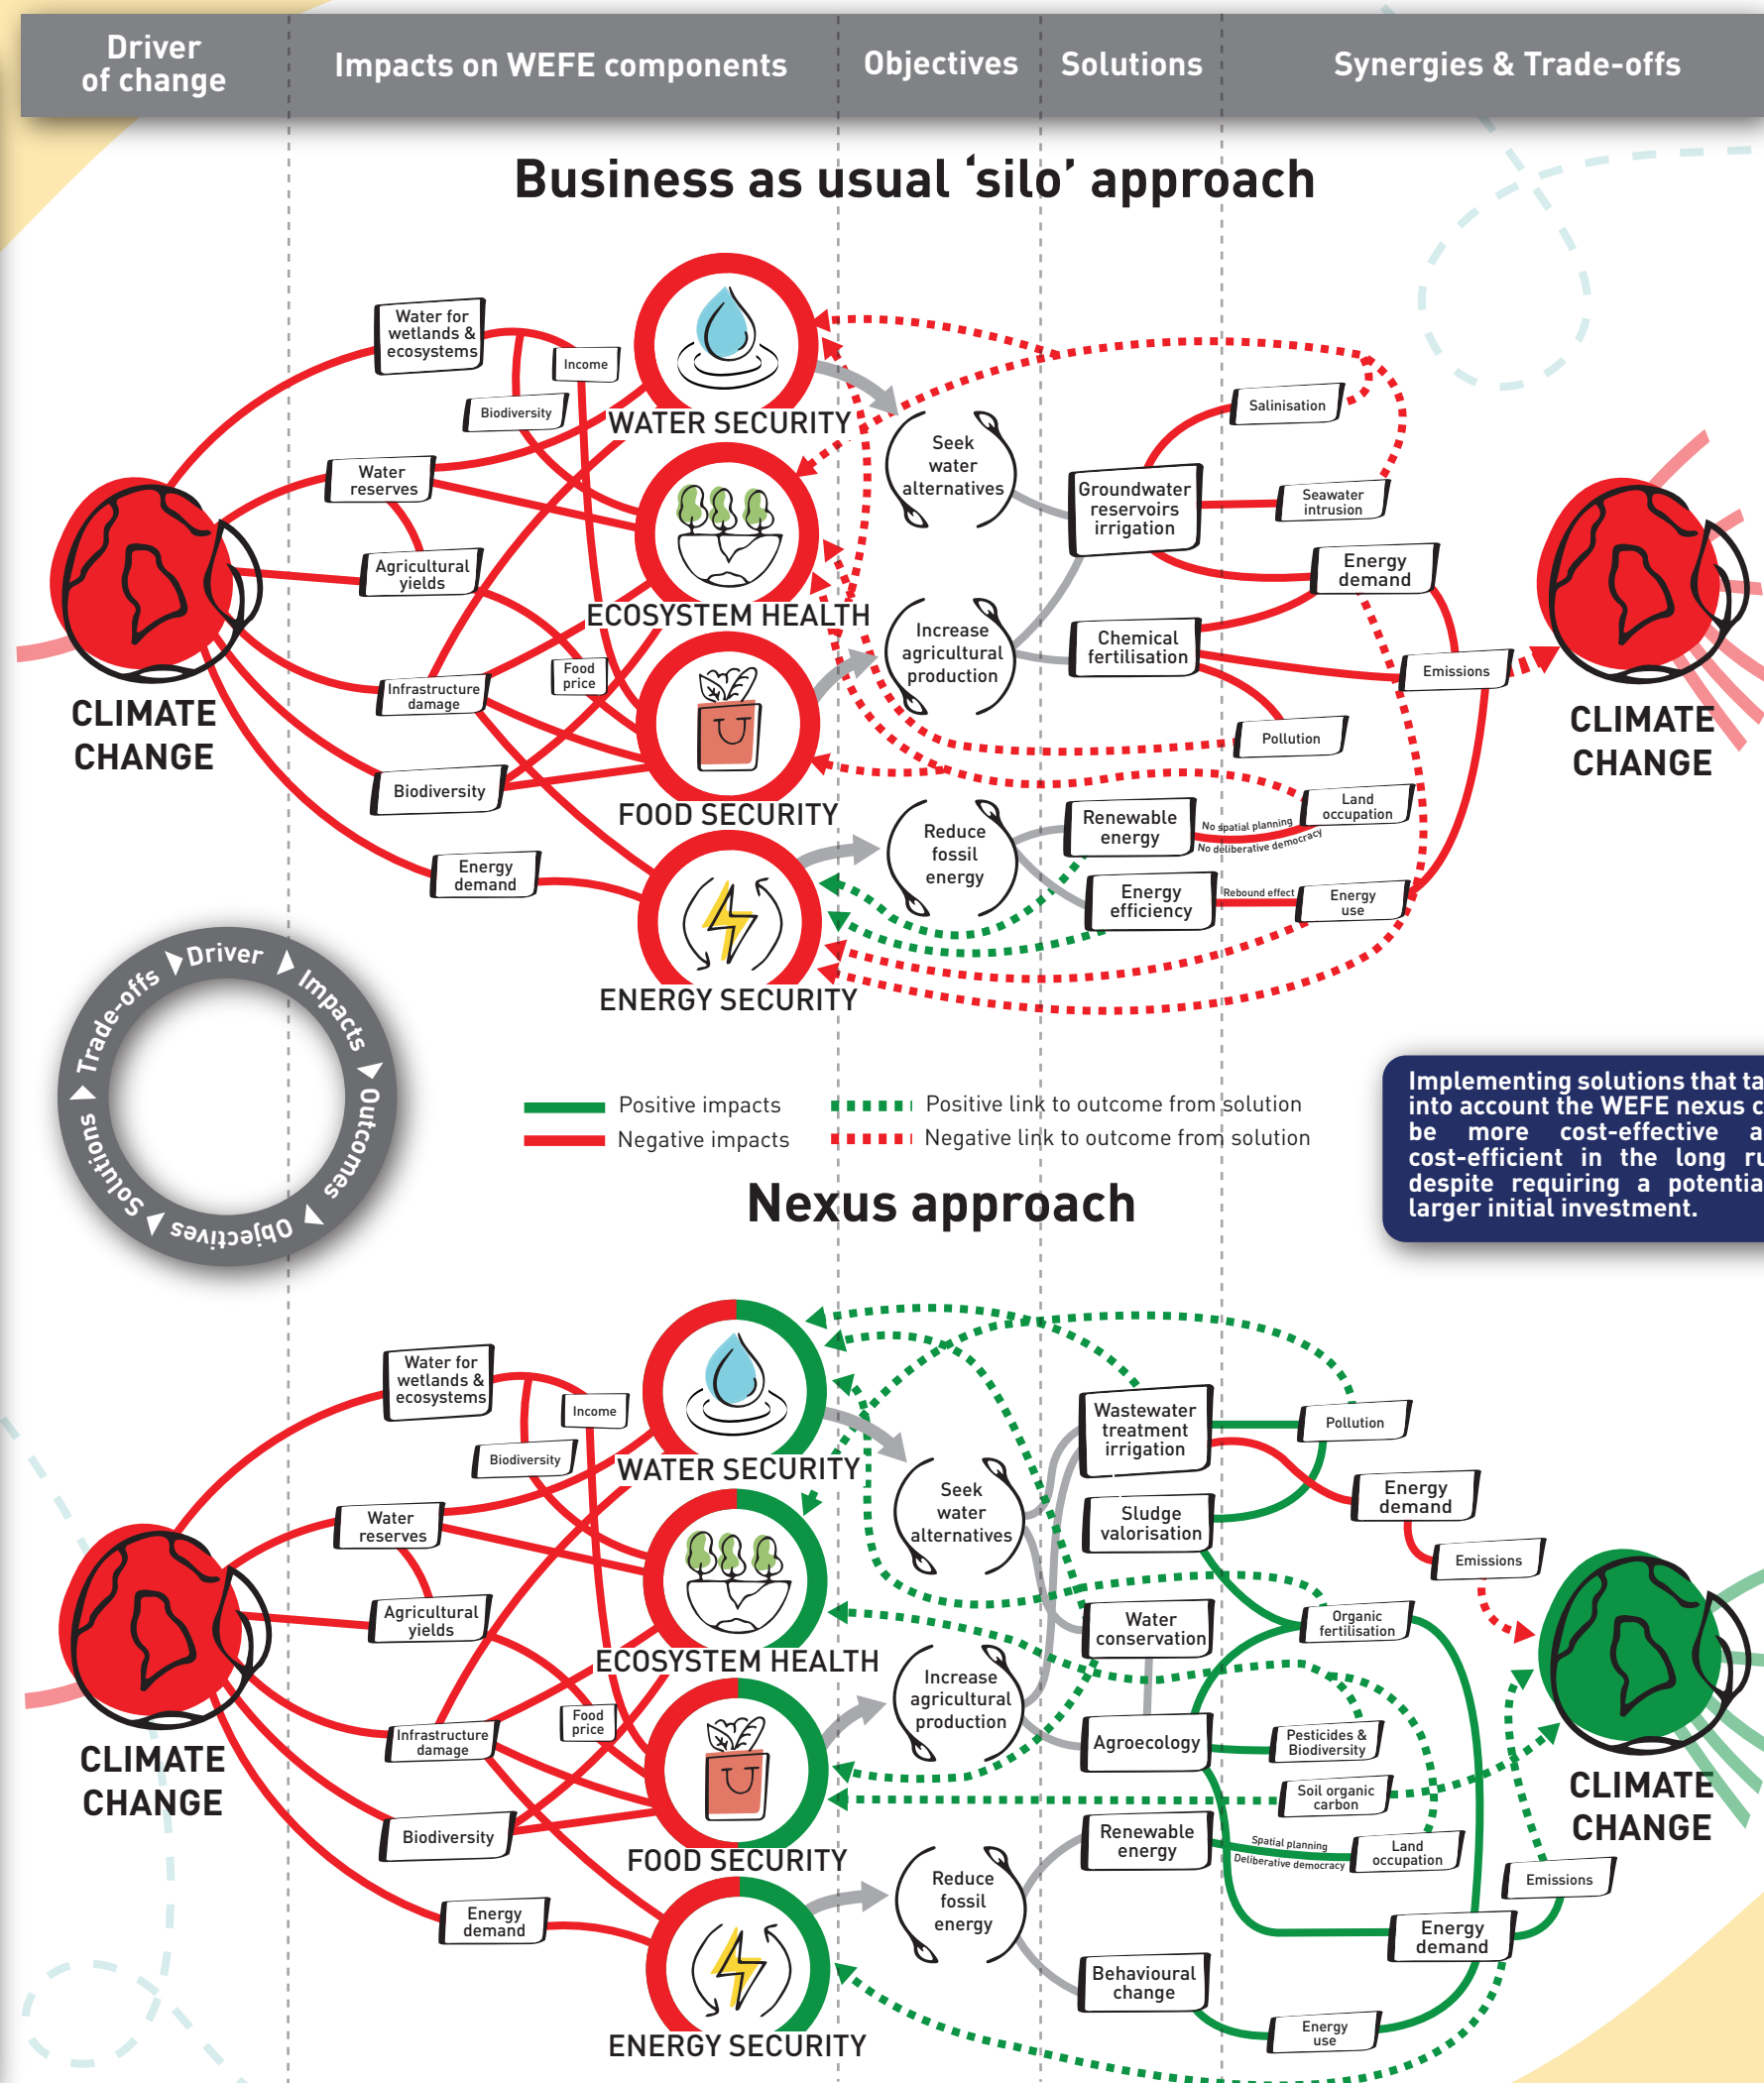 Driver
of change
Impacts on WEFE components
Objectives
Solutions
Synergies & Trade-offs
Business as usual ‘silo’ approach
Water for
wetlands &
ecosystems
Income
Biodiversity
WATER SECURITY
Water
reserves
Agricultural
yields
ECOSYSTEM HEALTH
Infrastructure
damage
Food
price
Biodiversity
FOOD SECURITY
Energy
demand
ENERGY SECURITY
CLIMATE
CHANGE
Seek
water
alternatives
Increase
agricultural
production
Reduce
fossil
energy
Groundwater
reservoirs
irrigation
Chemical
fertilisation
Renewable
energy
Energy
efficiency
Salinisation
Seawater
intrusion
Energy
demand
Emissions
Pollution
Land
occupation
No spatial planning
No deliberative democracy
Rebound effect
Energy
use
CLIMATE
CHANGE
Driver
Impacts
Outcomes
Objectives
Solutions
Trade-offs
Positive impacts
Negative impacts
Positive link to outcome from solution
Negative link to outcome from solution
Implementing solutions that ta
into account the WEFE nexus c
be more cost-effective a
cost-efficient in the long ru
despite requiring a potentia
larger initial investment.
Nexus approach
Water for
wetlands &
ecosystems
Income
Biodiversity
WATER SECURITY
Water
reserves
Agricultural
yields
ECOSYSTEM HEALTH
Infrastructure
damage
Food
price
Biodiversity
FOOD SECURITY
Energy
demand
ENERGY SECURITY
CLIMATE
CHANGE
Seek
water
alternatives
Increase
agricultural
production
Reduce
fossil
energy
Wastewater
treatment
irrigation
Sludge
valorisation
Water
conservation
Agroecology
Renewable
energy
Behavioural
change
Pollution
Energy
demand
Emissions
Organic
fertilisation
Pesticides &
Biodiversity
Soil organic
carbon
Spatial planning
Deliberative democracy
Land
occupation
Emissions
Energy
demand
Energy
use
CLIMATE
CHANGE